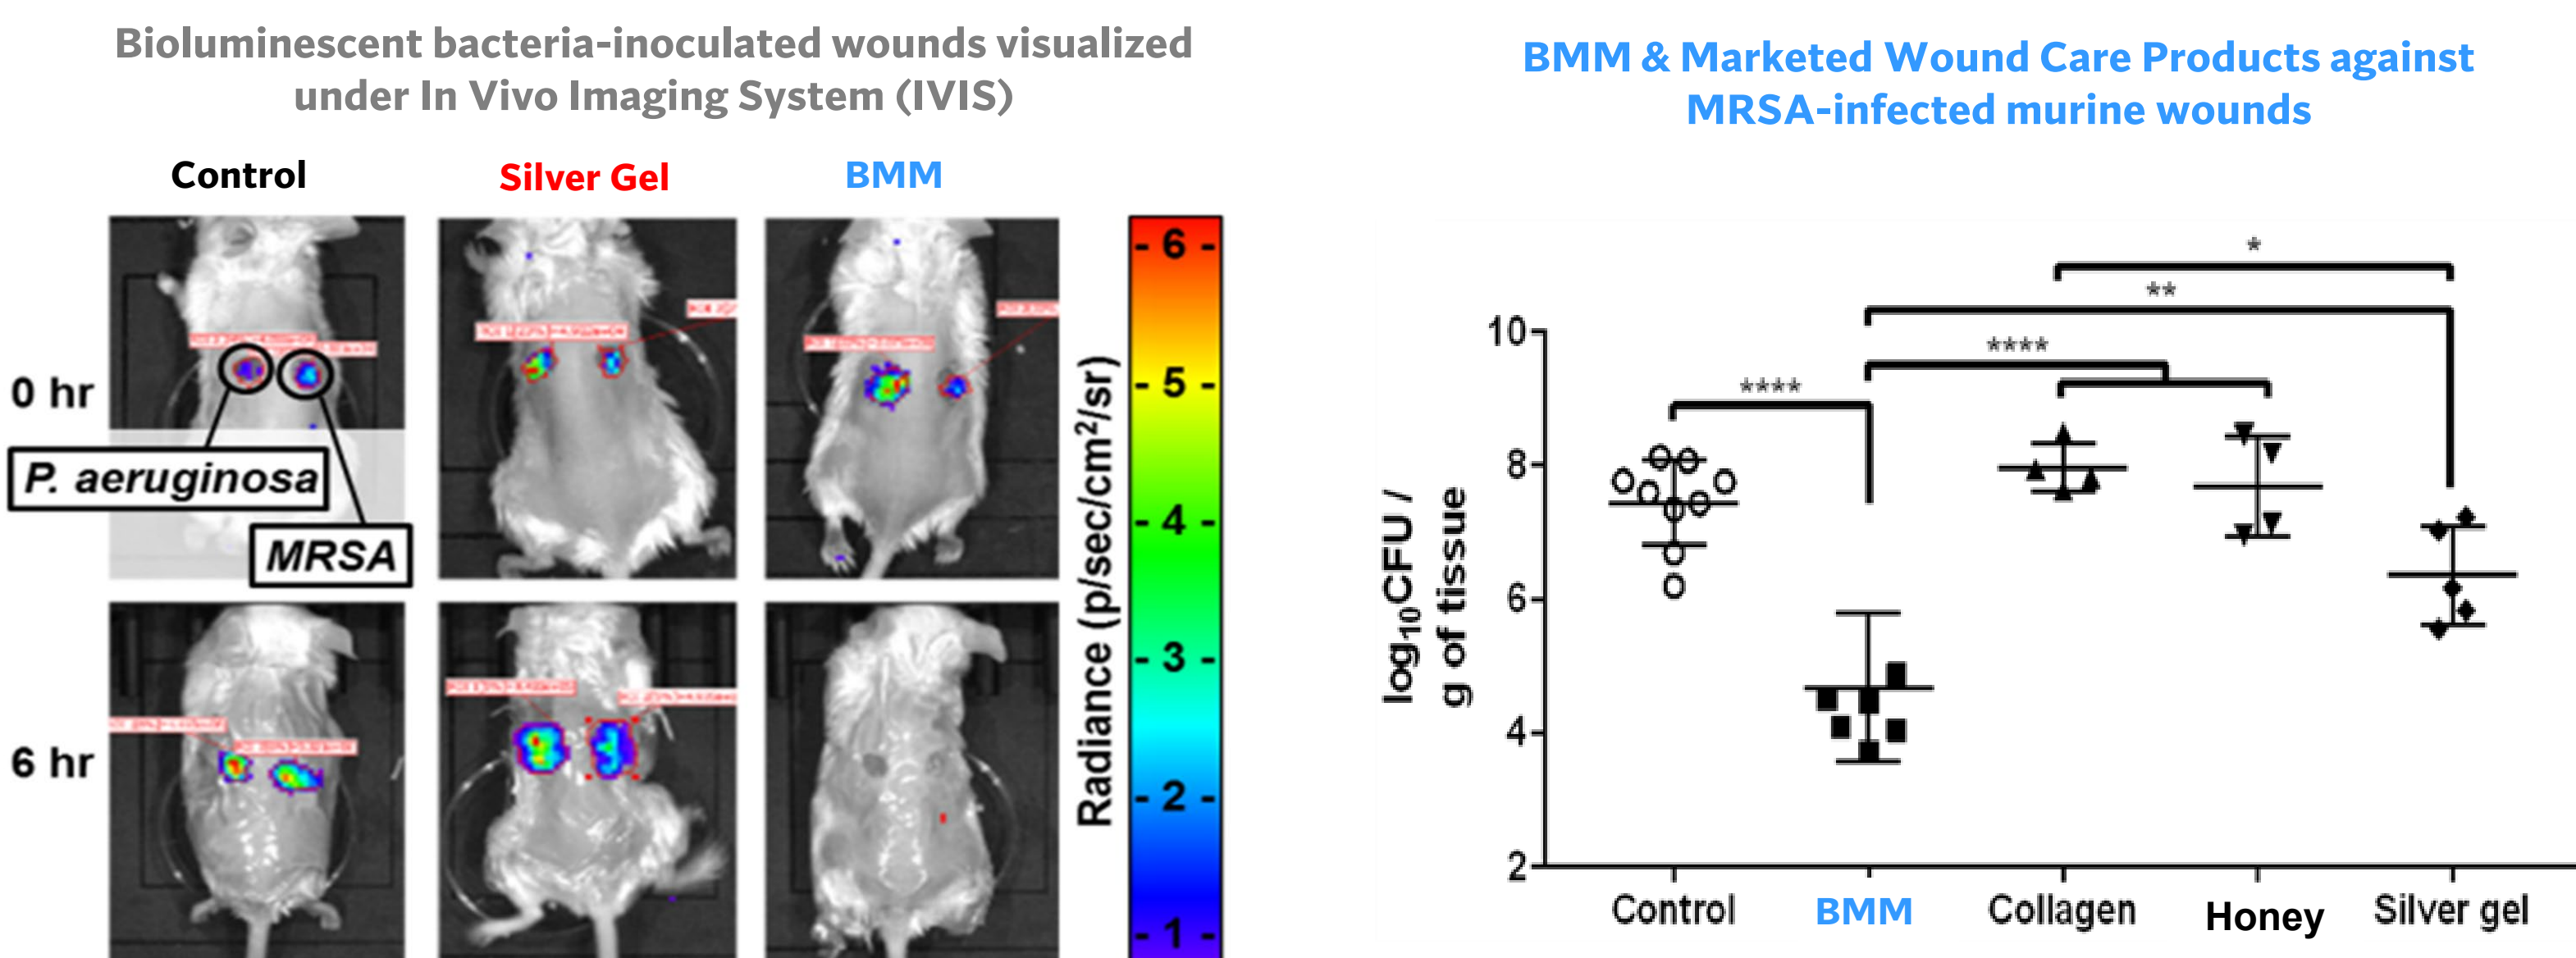 Bioluminescent bacteria-inoculated wounds visualized
under In Vivo Imaging System (IVIS)
Control
Silver Gel
BMM
0 hr
P. aeruginosa
MRSA
6 hr
Radiance (p/sec/cm²/sr)
- 6 -
- 5 -
- 4 -
- 3 -
- 2 -
- 1 -
BMM & Marketed Wound Care Products against
MRSA-infected murine wounds
*
**
****
****
log₁₀CFU /
g of tissue
10
8
6
4
2
Control
BMM
Collagen
Honey
Silver gel